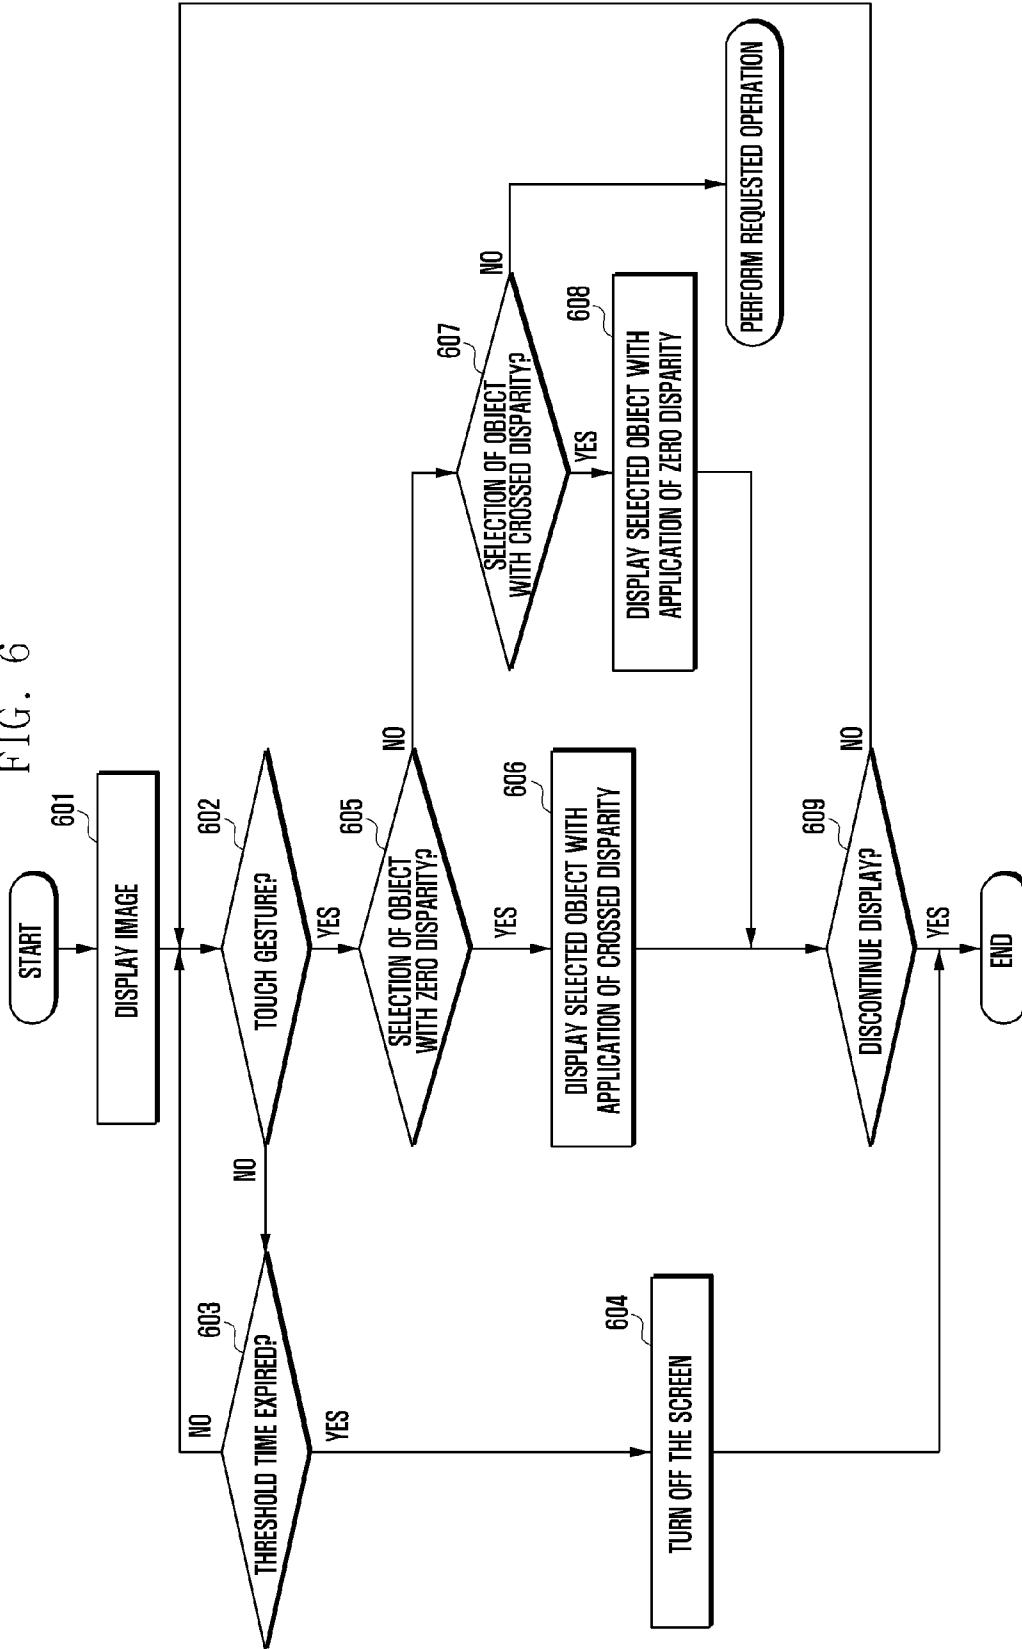 FIG. 6
START
601
DISPLAY IMAGE
602
TOUCH GESTURE?
NO
YES
603
THRESHOLD TIME EXPIRED?
NO
YES
604
TURN OFF THE SCREEN
605
SELECTION OF OBJECT
WITH ZERO DISPARITY?
NO
YES
606
DISPLAY SELECTED OBJECT WITH
APPLICATION OF CROSSED DISPARITY
607
SELECTION OF OBJECT
WITH CROSSED DISPARITY?
NO
YES
608
DISPLAY SELECTED OBJECT WITH
APPLICATION OF ZERO DISPARITY
PERFORM REQUESTED OPERATION
609
DISCONTINUE DISPLAY?
NO
YES
END